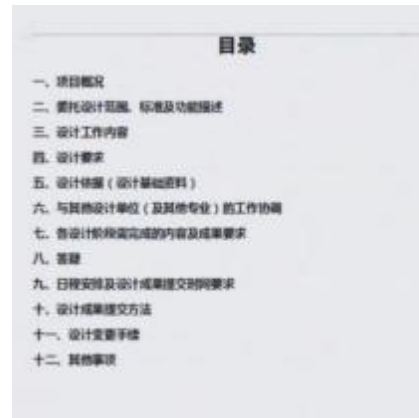 目录
一、项目概况
二、委托设计范围、标准及功能描述
三、设计工作内容
四、设计要求
五、设计依据（设计基础资料）
六、与其他设计单位（及其他专业）的工作协调
七、各设计阶段需完成的内容及成果要求
八、答疑
九、日程安排及设计成果提交时间要求
十、设计成果提交方法
十一、设计变更手续
十二、其他事项